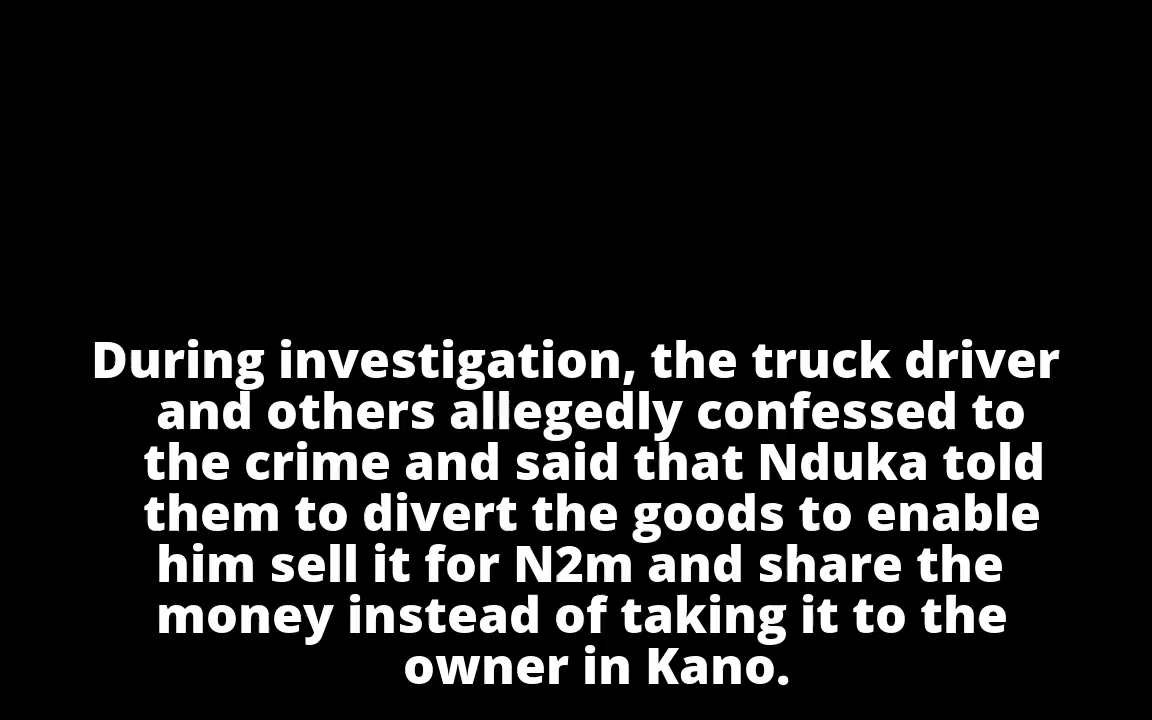 During investigation, the truck driver
and others allegedly confessed to
the crime and said that Nduka told
them to divert the goods to enable
him sell it for N2m and share the
money instead of taking it to the
owner in Kano.